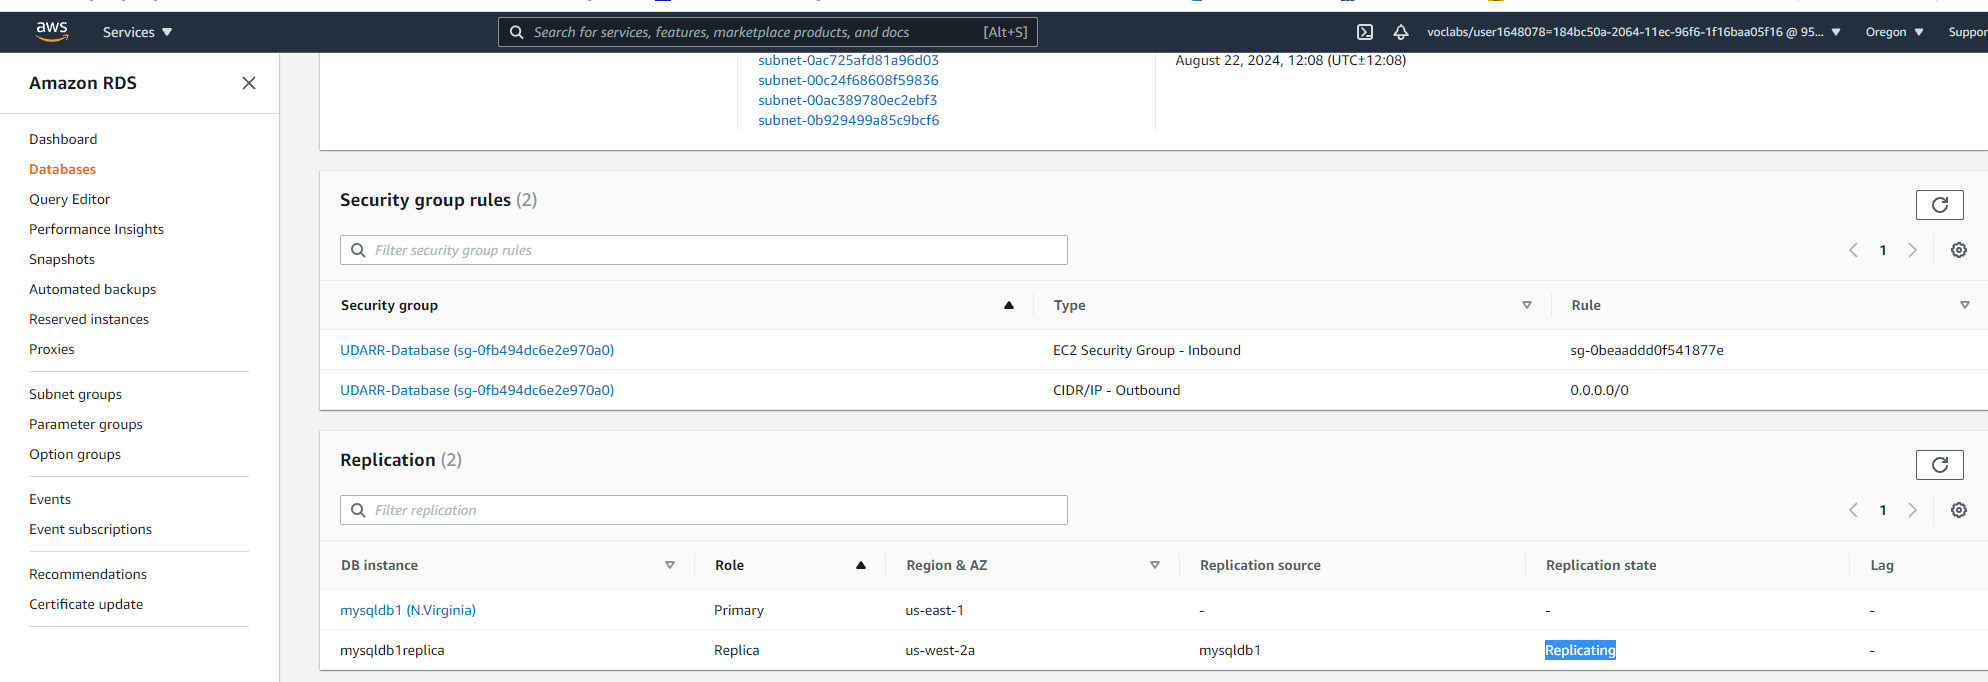 aws
Services
Search for services, features, marketplace products, and docs
[Alt+S]
voclabs/user1648078=184bc50a-2064-11ec-96f6-1f16baa05f16 @ 95...
Oregon
Suppor
Amazon RDS
Dashboard
Databases
Query Editor
Performance Insights
Snapshots
Automated backups
Reserved instances
Proxies
Subnet groups
Parameter groups
Option groups
Events
Event subscriptions
Recommendations
Certificate update
subnet-0ac725afd81a96d03
subnet-00c24f68608f59836
subnet-00ac389780ec2ebf3
subnet-0b929499a85c9bcf6
August 22, 2024, 12:08 (UTC±12:08)
Security group rules (2)
Filter security group rules
1
Security group Type Rule
UDARR-Database (sg-0fb494dc6e2e970a0) EC2 Security Group - Inbound sg-0beaaddd0f541877e
UDARR-Database (sg-0fb494dc6e2e970a0) CIDR/IP - Outbound 0.0.0.0/0
Replication (2)
Filter replication
1
DB instance Role Region & AZ Replication source Replication state Lag
mysqldb1 (N.Virginia) Primary us-east-1 - - -
mysqldb1replica Replica us-west-2a mysqldb1 Replicating -